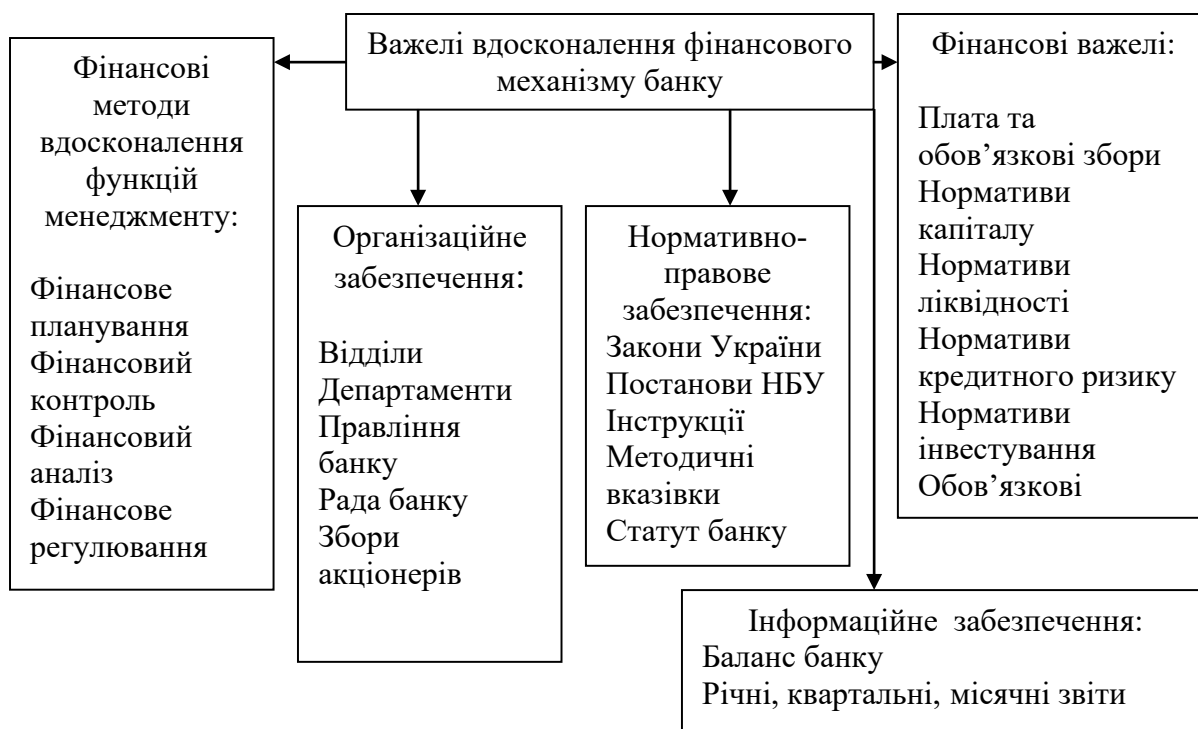 Важелі вдосконалення фінансового
механізму банку
Фінансові
методи
вдосконалення
функцій
менеджменту:
Фінансове
планування
Фінансовий
контроль
Фінансовий
аналіз
Фінансове
регулювання
Організаційне
забезпечення:
Відділи
Департаменти
Правління
банку
Рада банку
Збори
акціонерів
Нормативно-
правове
забезпечення:
Закони України
Постанови НБУ
Інструкції
Методичні
вказівки
Статут банку
Фінансові важелі:
Плата та
обов’язкові збори
Нормативи
капіталу
Нормативи
ліквідності
Нормативи
кредитного ризику
Нормативи
інвестування
Обов’язкові
Інформаційне забезпечення:
Баланс банку
Річні, квартальні, місячні звіти